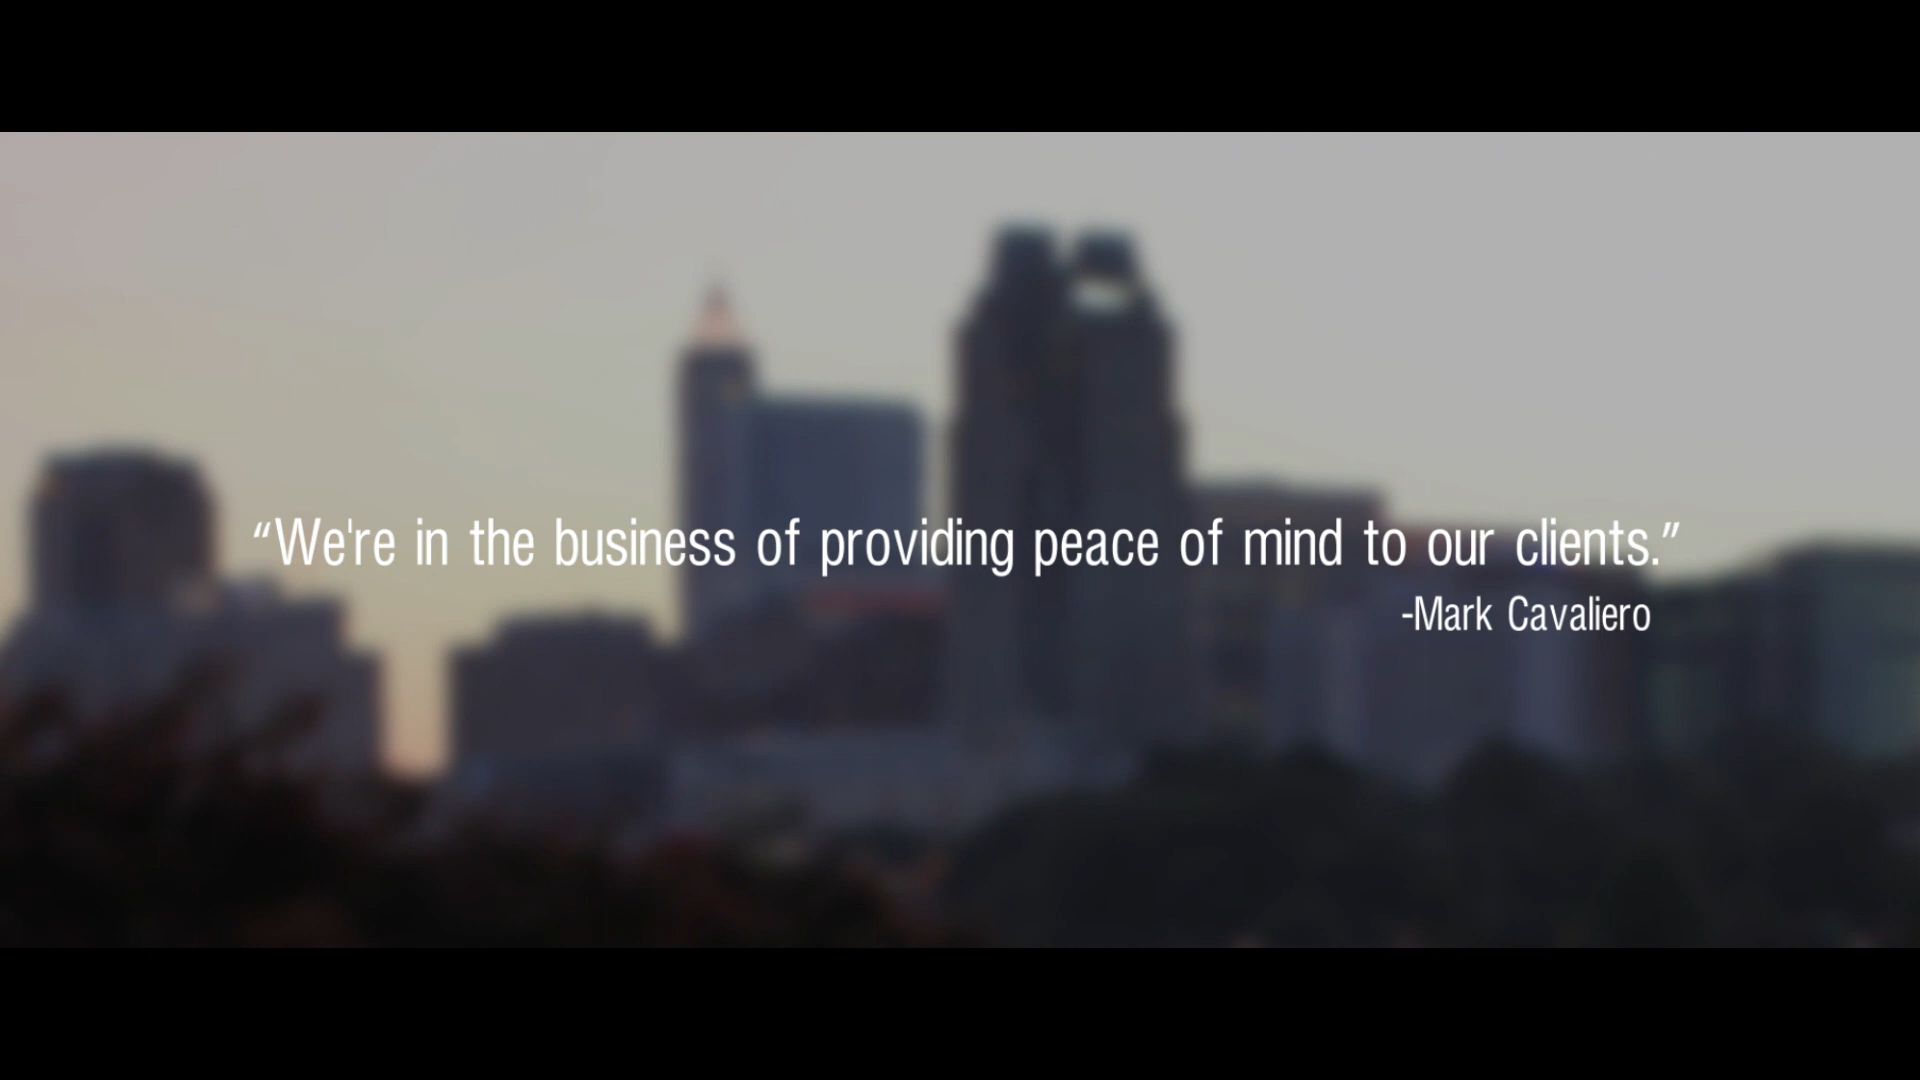 “We're in the business of providing peace of mind to our clients.”
-Mark Cavaliero